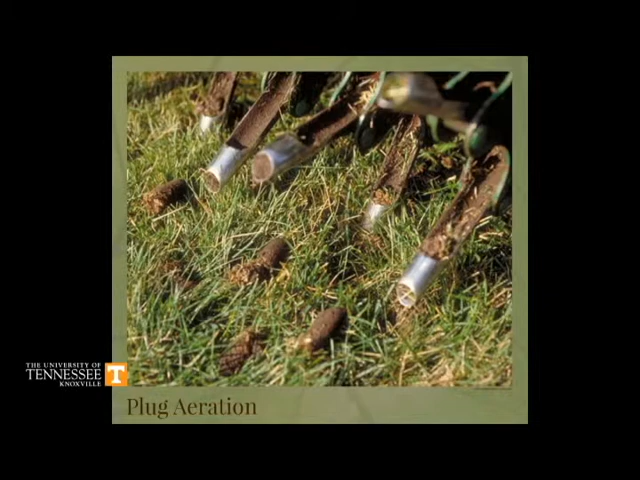 THE UNIVERSITY OF
TENNESSEE
KNOXVILLE
T
Plug Aeration